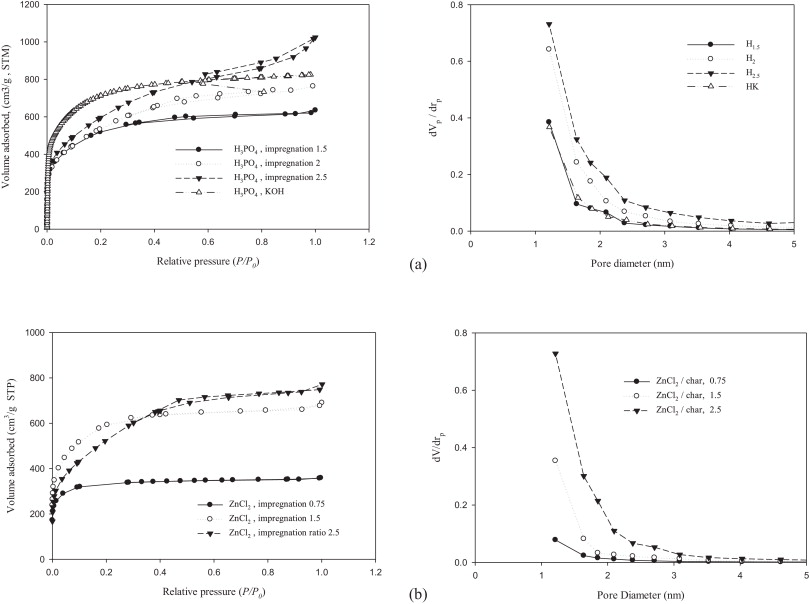 1200
1000
800
600
400
200
0
0.0 0.2 0.4 0.6 0.8 1.0 1.2
Volume adsorbed, (cm3/g , STM)
Relative pressure (P/P₀)
H₃PO₄ , impregnation 1.5
H₃PO₄ , impregnation 2
H₃PO₄ , impregnation 2.5
H₃PO₄ , KOH
0.8
0.6
0.4
0.2
0.0
0 1 2 3 4 5
dVₚ / drₚ
Pore diameter (nm)
H₁.₅
H₂
H₂.₅
HK
(a)
1000
800
600
400
200
0
0.0 0.2 0.4 0.6 0.8 1.0 1.2
Volume adsorbed (cm³/g STP)
Relative pressure (P/P₀)
ZnCl₂ , impregnation 0.75
ZnCl₂ , impregnation 1.5
ZnCl₂ , impregnation ratio 2.5
0.8
0.6
0.4
0.2
0.0
0 1 2 3 4 5
dV/drₚ
Pore Diameter (nm)
ZnCl₂ / char, 0.75
ZnCl₂ / char, 1.5
ZnCl₂ / char, 2.5
(b)